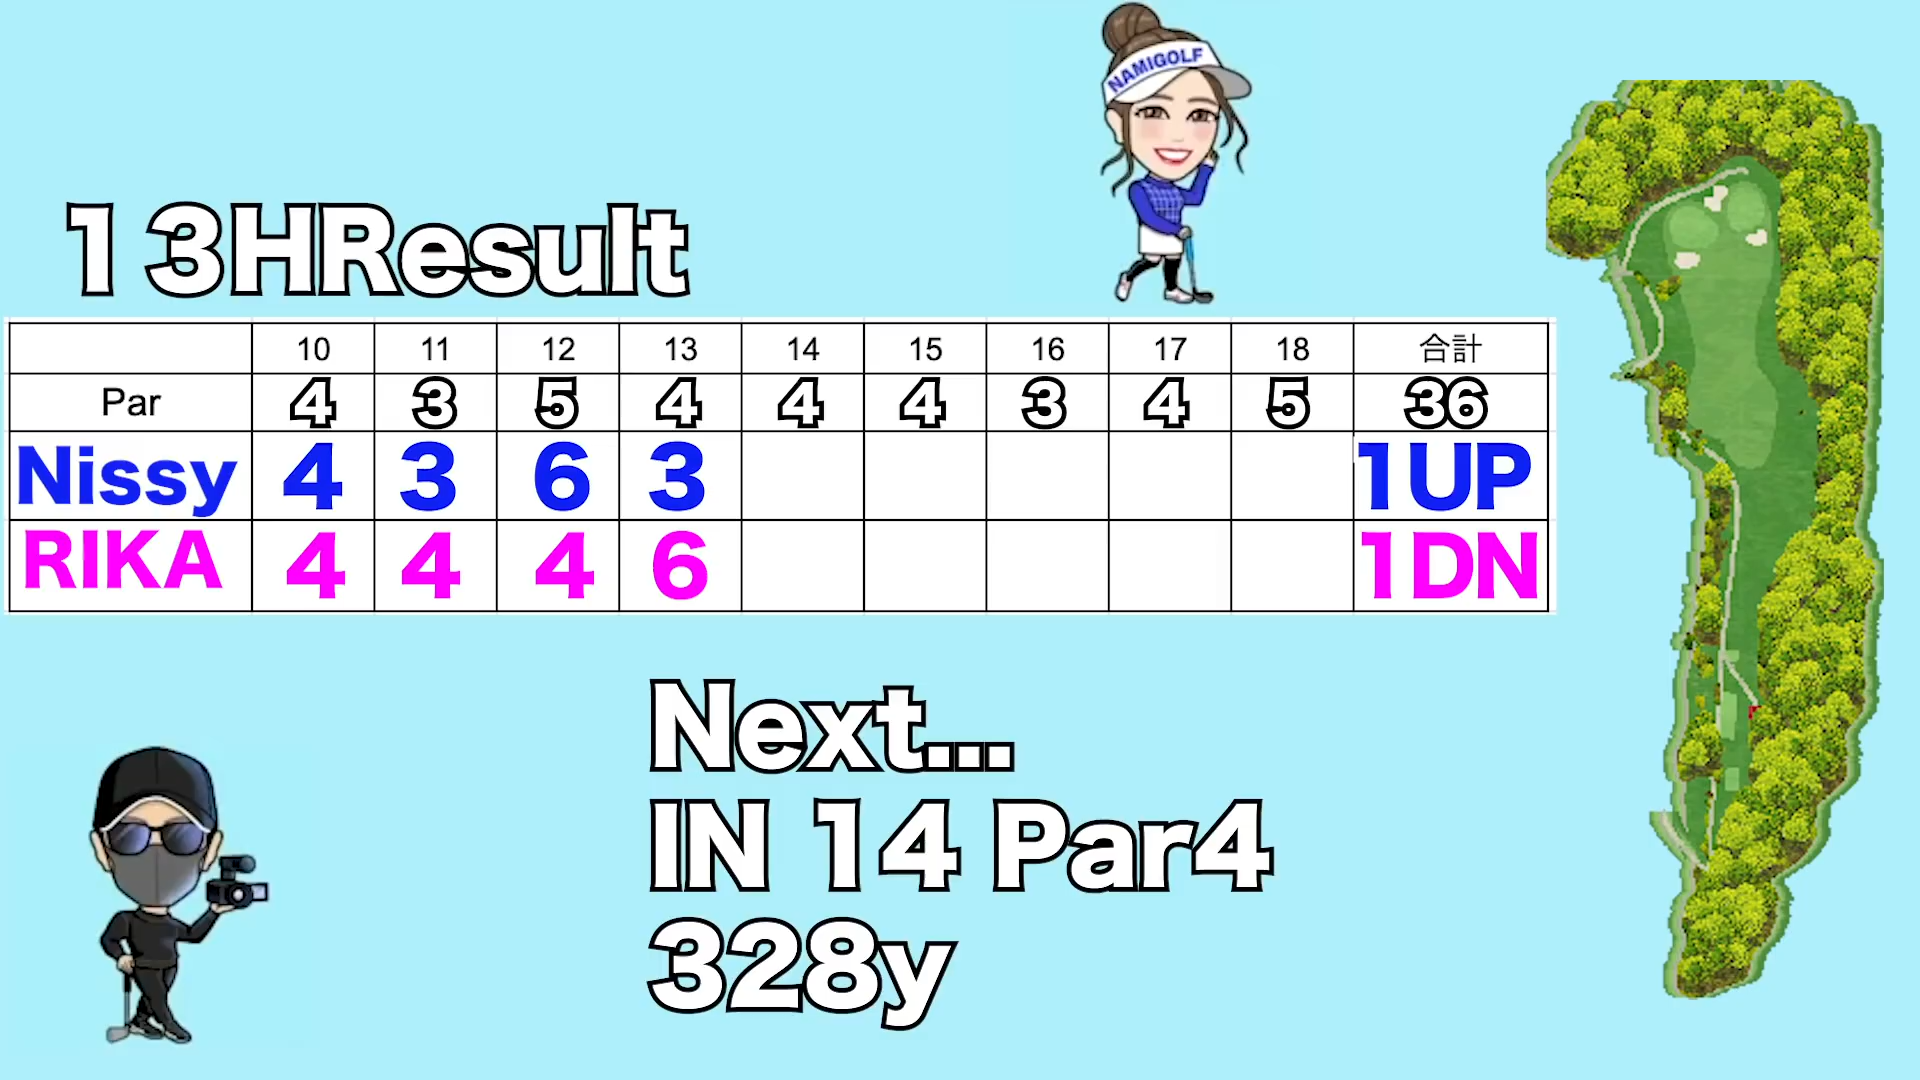 NAMIGOLF
13HResult
10 11 12 13 14 15 16 17 18 合計
Par 4 3 5 4 4 4 3 4 5 36
Nissy 4 3 6 3 1UP
RIKA 4 4 4 6 1DN
Next...
IN 14 Par4
328y